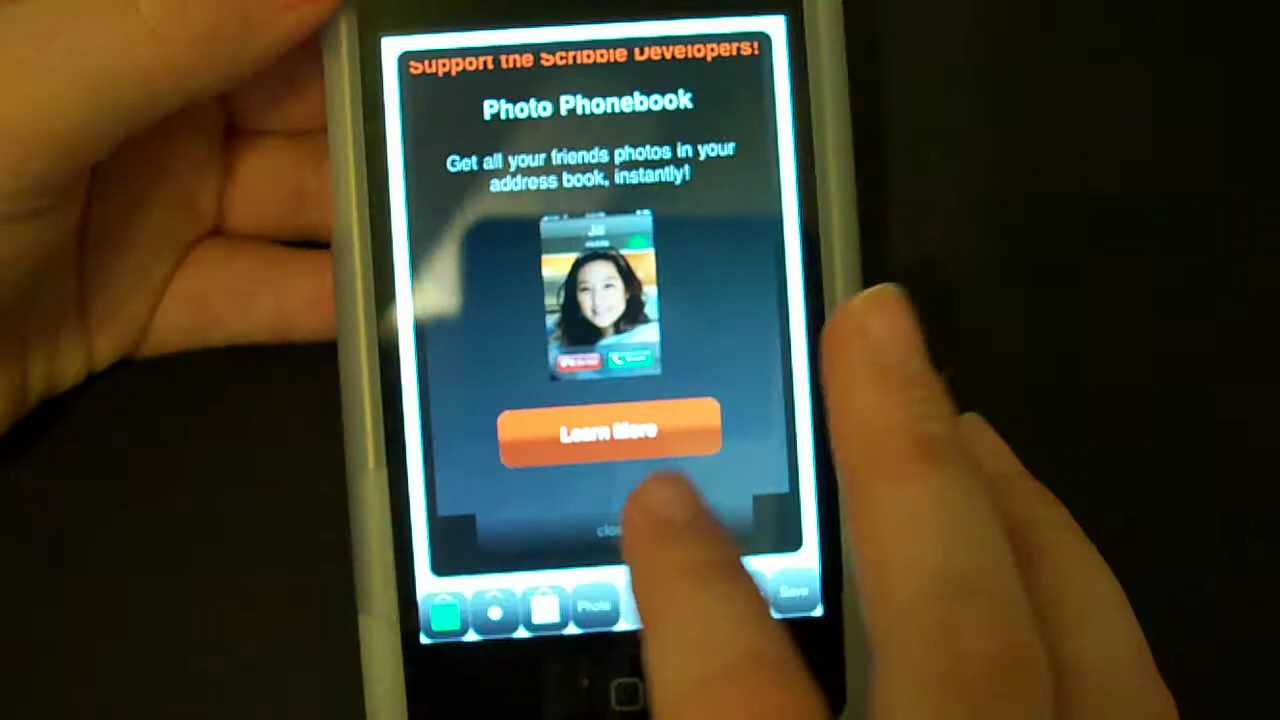 Support the Scribble Developers!
Photo Phonebook
Get all your friends photos in your
address book, instantly!
Jill
Learn More
Photo
Save